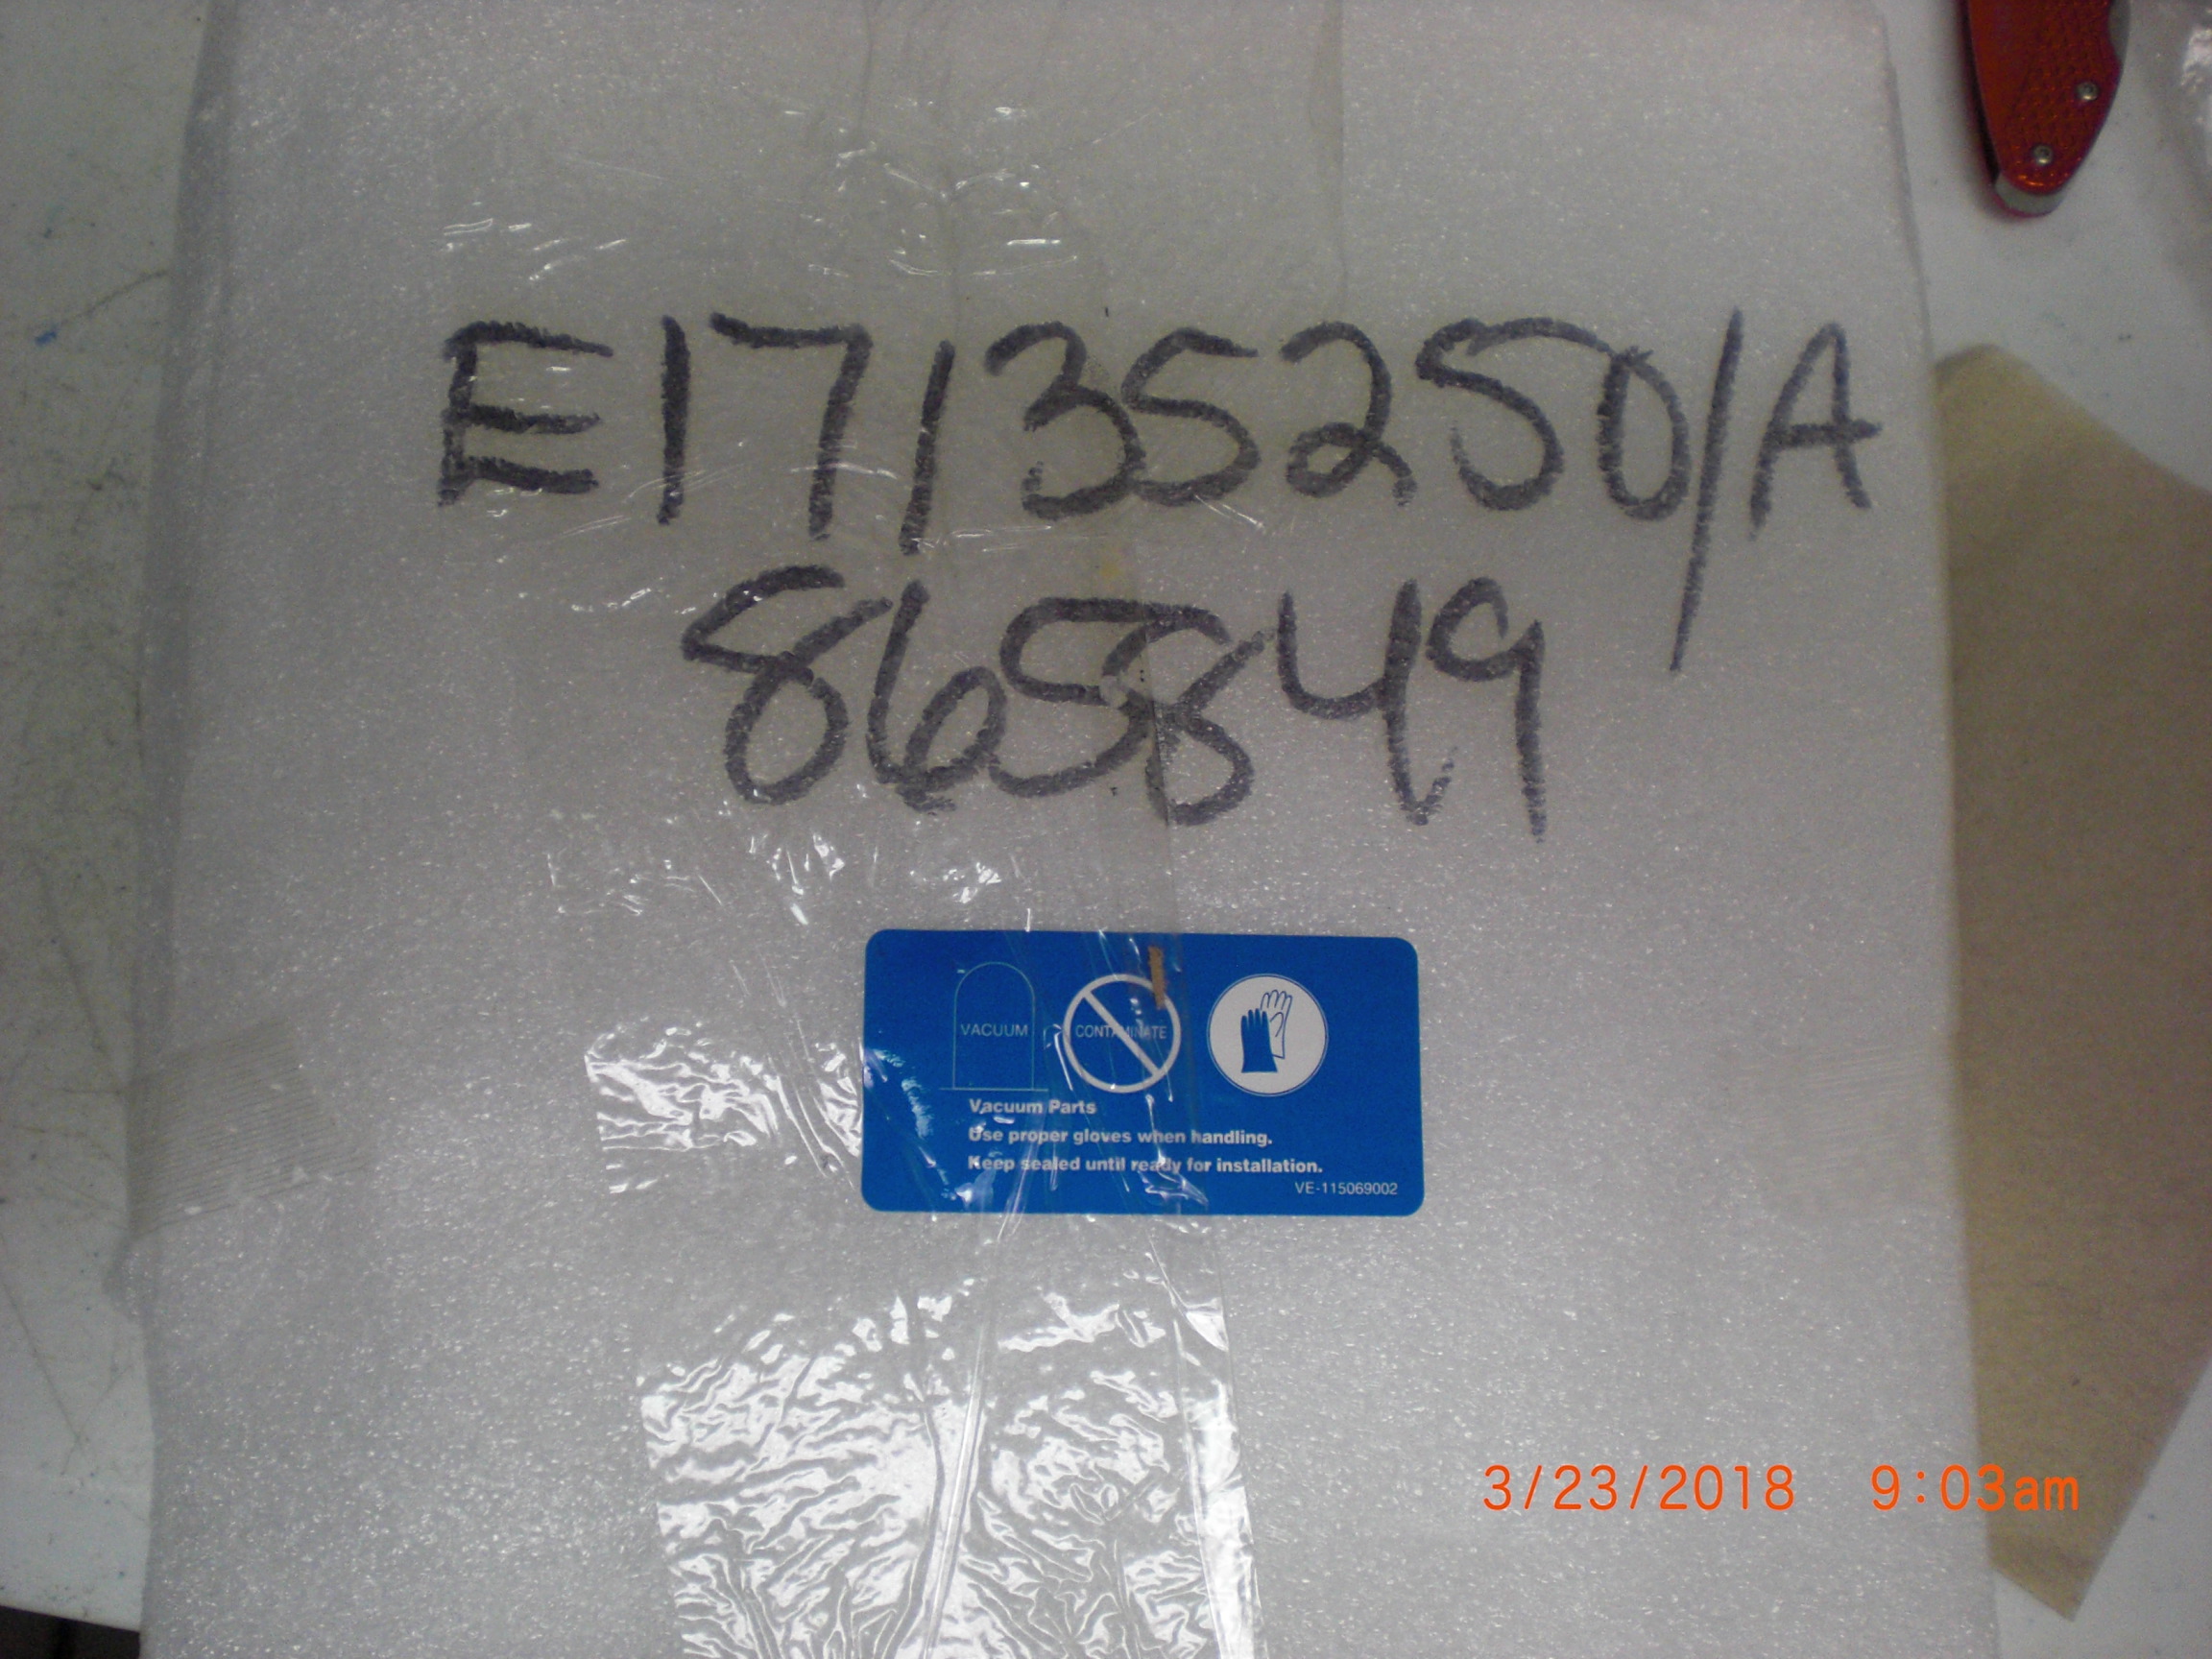 E17135250/A
865849
VACUUM
CONTAMINATE
Vacuum Parts
Use proper gloves when handling.
Keep sealed until ready for installation.
VE-115069002
3/23/2018 9:03am